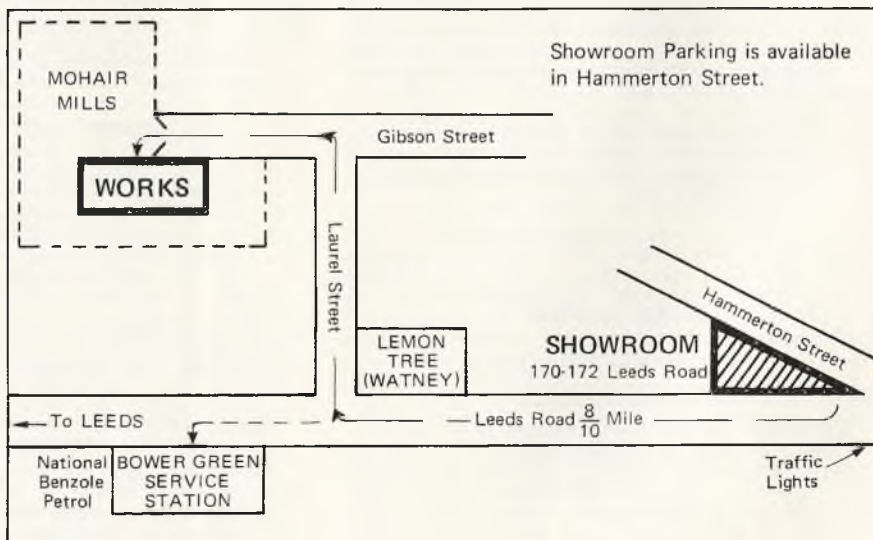 Showroom Parking is available
in Hammerton Street.
MOHAIR
MILLS
Gibson Street
WORKS
Laurel Street
Hammerton Street
LEMON
TREE
(WATNEY)
SHOWROOM
170-172 Leeds Road
To LEEDS
Leeds Road 8/10 Mile
National
Benzole
Petrol
BOWER GREEN
SERVICE
STATION
Traffic
Lights